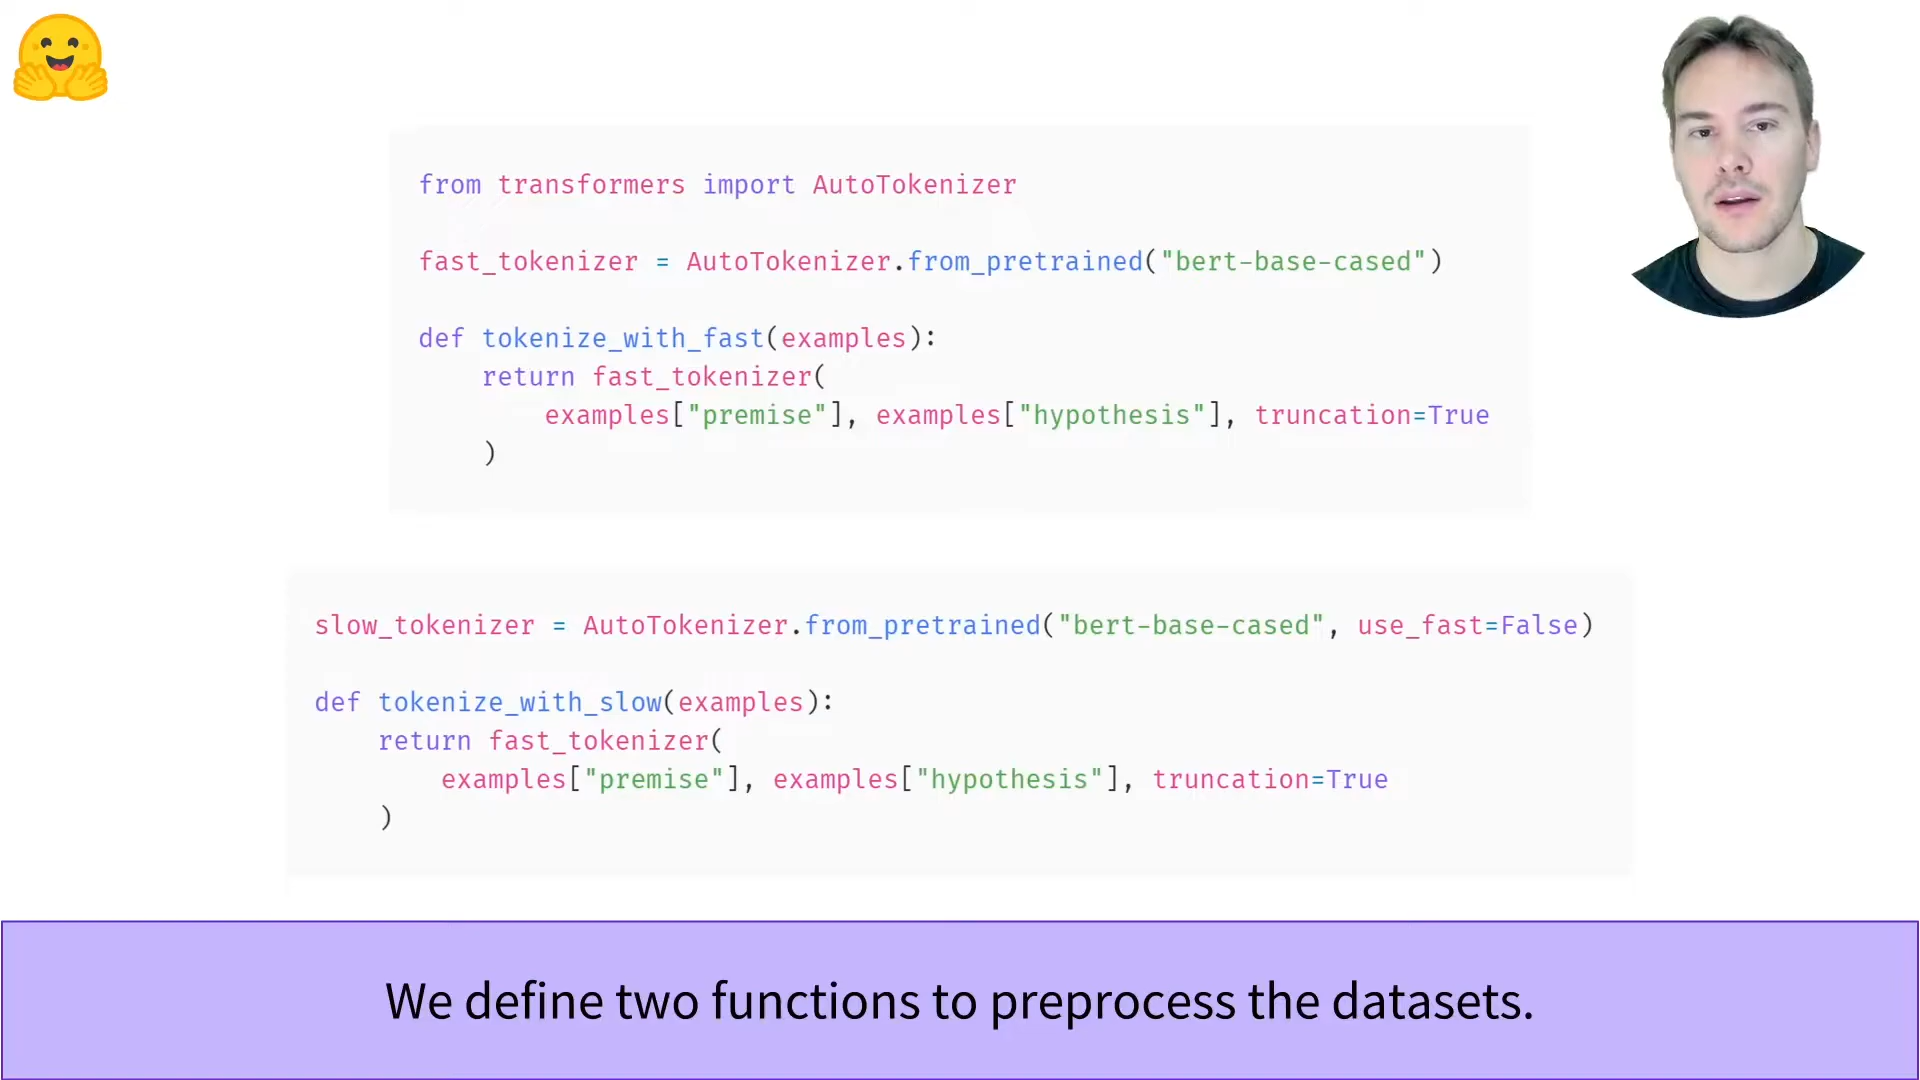 from transformers import AutoTokenizer
fast_tokenizer = AutoTokenizer.from_pretrained("bert-base-cased")
def tokenize_with_fast(examples):
    return fast_tokenizer(
        examples["premise"], examples["hypothesis"], truncation=True
    )
slow_tokenizer = AutoTokenizer.from_pretrained("bert-base-cased", use_fast=False)
def tokenize_with_slow(examples):
    return fast_tokenizer(
        examples["premise"], examples["hypothesis"], truncation=True
    )
We define two functions to preprocess the datasets.